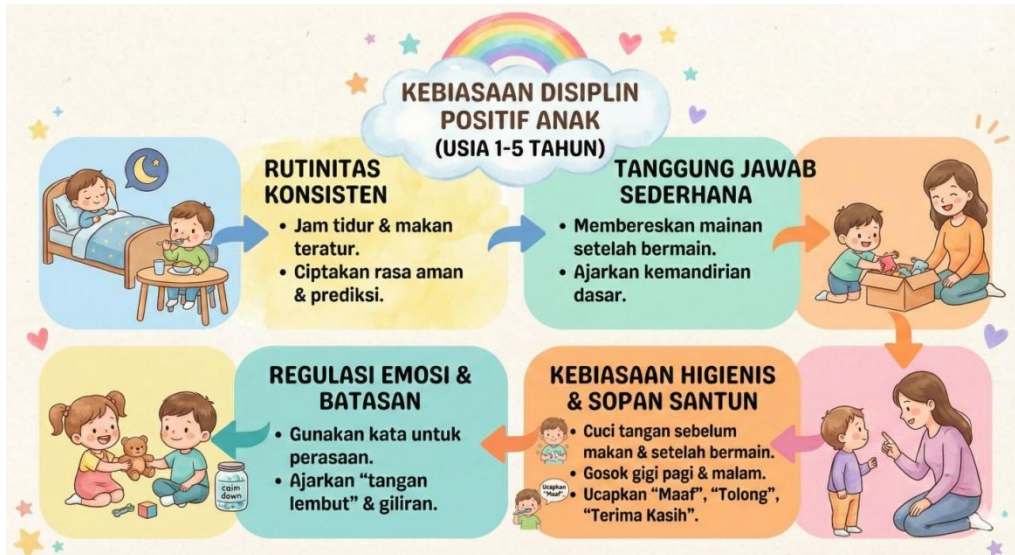 KEBIASAAN DISIPLIN
POSITIF ANAK
(USIA 1-5 TAHUN)
RUTINITAS
KONSISTEN
• Jam tidur & makan
teratur.
• Ciptakan rasa aman
& prediksi.
TANGGUNG JAWAB
SEDERHANA
• Membereskan mainan
setelah bermain.
• Ajarkan kemandirian
dasar.
KEBIASAAN HIGIENIS
& SOPAN SANTUN
• Cuci tangan sebelum
makan & setelah bermain.
• Gosok gigi pagi & malam.
• Ucapkan "Maaf", "Tolong",
"Terima Kasih".
Ucapkan
"Maaf".
REGULASI EMOSI &
BATASAN
• Gunakan kata untuk
perasaan.
• Ajarkan "tangan
lembut" & giliran.
calm
down